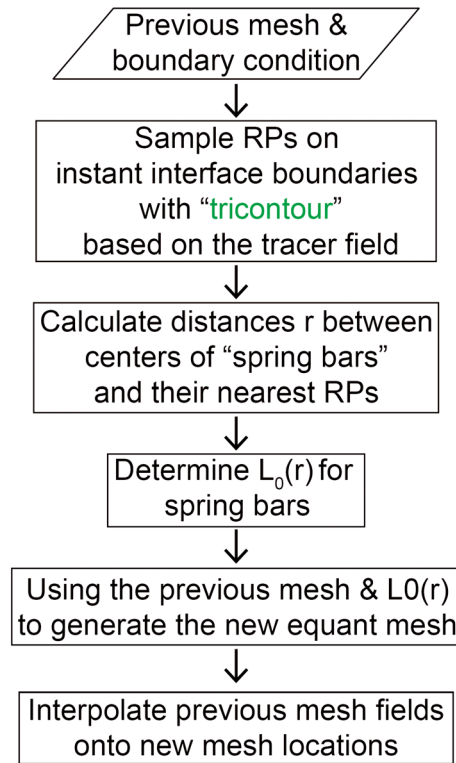 Previous mesh &
boundary condition
Sample RPs on
instant interface boundaries
with “tricontour”
based on the tracer field
Calculate distances r between
centers of “spring bars”
and their nearest RPs
Determine L₀(r) for
spring bars
Using the previous mesh & L0(r)
to generate the new equant mesh
Interpolate previous mesh fields
onto new mesh locations